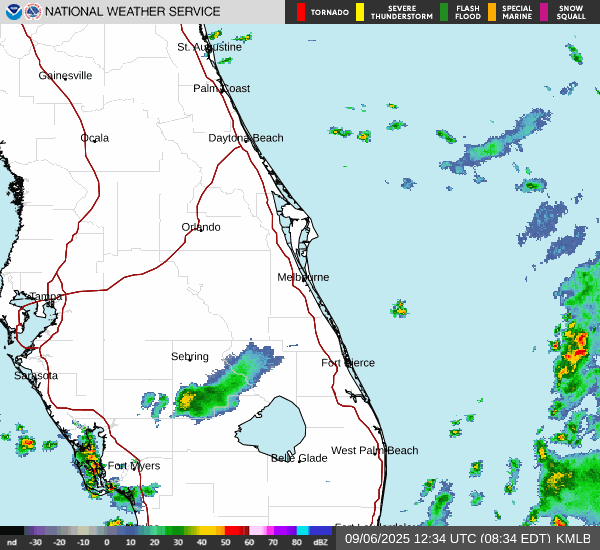 NATIONAL WEATHER SERVICE
TORNADO
SEVERE
THUNDERSTORM
FLASH
FLOOD
SPECIAL
MARINE
SNOW
SQUALL
St. Augustine
Gainesville
Palm Coast
Ocala
Daytona Beach
Orlando
Melbourne
Tampa
Sebring
Fort Pierce
Sarasota
West Palm Beach
Belle Glade
Fort Myers
Fort Lauderdale
nd -30 -20 -10 0 10 20 30 40 50 60 70 80 dBZ
09/06/2025 12:34 UTC (08:34 EDT) KMLB